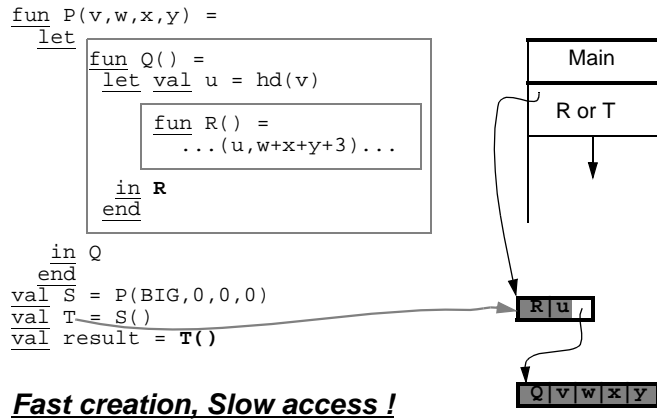 fun P(v,w,x,y) =
let
fun Q() =
let val u = hd(v)
fun R() =
...(u,w+x+y+3)...
in R
end
in Q
end
val S = P(BIG,0,0,0)
val T = S()
val result = T()
Fast creation, Slow access !
Main
R or T
R u
Q v w x y